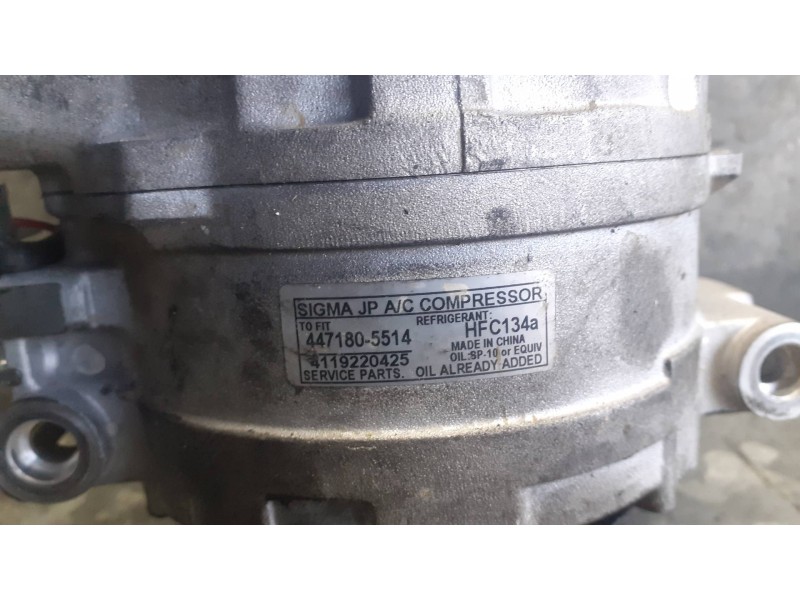 SIGMA JP A/C COMPRESSOR
TO FIT REFRIGERANT:
447180-5514 HFC134a
MADE IN CHINA
4119220425 OIL:SP-10 or EQUIV
SERVICE PARTS. OIL ALREADY ADDED